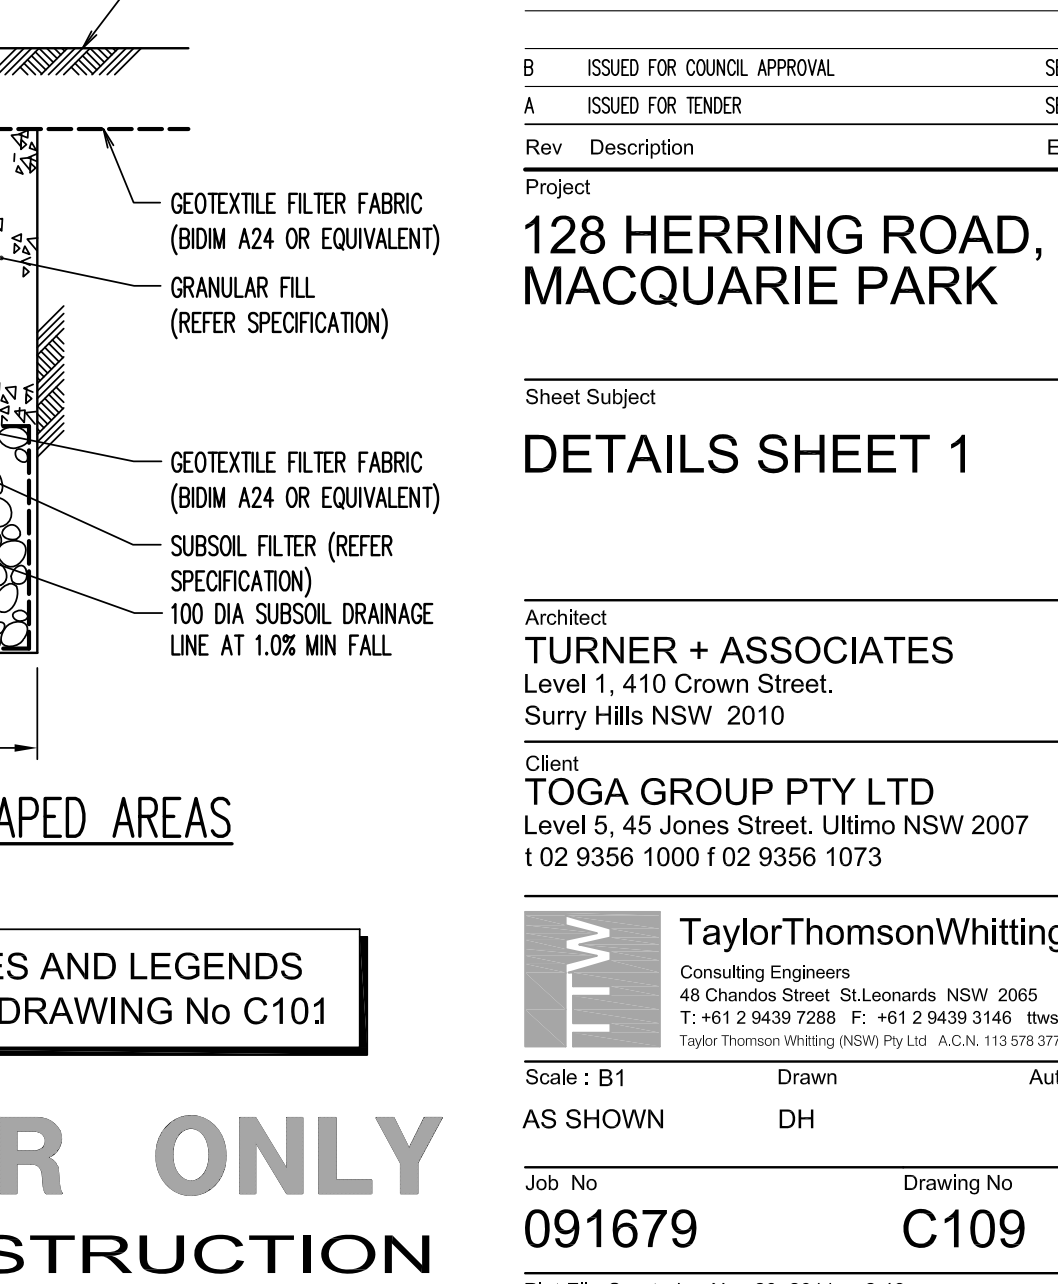 GEOTEXTILE FILTER FABRIC
(BIDIM A24 OR EQUIVALENT)
GRANULAR FILL
(REFER SPECIFICATION)
GEOTEXTILE FILTER FABRIC
(BIDIM A24 OR EQUIVALENT)
SUBSOIL FILTER (REFER
SPECIFICATION)
100 DIA SUBSOIL DRAINAGE
LINE AT 1.0% MIN FALL
APED AREAS
ES AND LEGENDS
DRAWING No C101
R ONLY
STRUCTION
B ISSUED FOR COUNCIL APPROVAL
A ISSUED FOR TENDER
Rev Description E
Project
128 HERRING ROAD,
MACQUARIE PARK
Sheet Subject
DETAILS SHEET 1
Architect
TURNER + ASSOCIATES
Level 1, 410 Crown Street.
Surry Hills NSW 2010
Client
TOGA GROUP PTY LTD
Level 5, 45 Jones Street. Ultimo NSW 2007
t 02 9356 1000 f 02 9356 1073
TTW
TaylorThomsonWhitting
Consulting Engineers
48 Chandos Street St.Leonards NSW 2065
T: +61 2 9439 7288 F: +61 2 9439 3146 ttws
Taylor Thomson Whitting (NSW) Pty Ltd A.C.N. 113 578 377
Scale : B1 Drawn Aut
AS SHOWN DH
Job No Drawing No
091679 C109